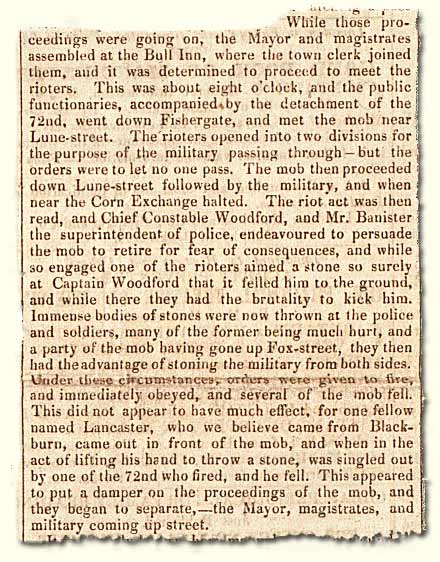 While those pro-
ceedings were going on, the Mayor and magistrates
assembled at the Bull Inn, where the town clerk joined
them, and it was determined to proceed to meet the
rioters. This was about eight o'clock, and the public
functionaries, accompanied by the detachment of the
72nd, went down Fishergate, and met the mob near
Lune-street. The rioters opened into two divisions for
the purpose of the military passing through—but the
orders were to let no one pass. The mob then proceeded
down Lune-street followed by the military, and when
near the Corn Exchange halted. The riot act was then
read, and Chief Constable Woodford, and Mr. Banister
the superintendent of police, endeavoured to persuade
the mob to retire for fear of consequences, and while
so engaged one of the rioters aimed a stone so surely
at Captain Woodford that it felled him to the ground,
and while there they had the brutality to kick him.
Immense bodies of stones were now thrown at the police
and soldiers, many of the former being much hurt, and
a party of the mob having gone up Fox-street, they then
had the advantage of stoning the military from both sides.
Under these circumstances, orders were given to fire,
and immediately obeyed, and several of the mob fell.
This did not appear to have much effect, for one fellow
named Lancaster, who we believe came from Black-
burn, came out in front of the mob, and when in the
act of lifting his hand to throw a stone, was singled out
by one of the 72nd who fired, and he fell. This appeared
to put a damper on the proceedings of the mob, and
they began to separate,—the Mayor, magistrates, and
military coming up street.